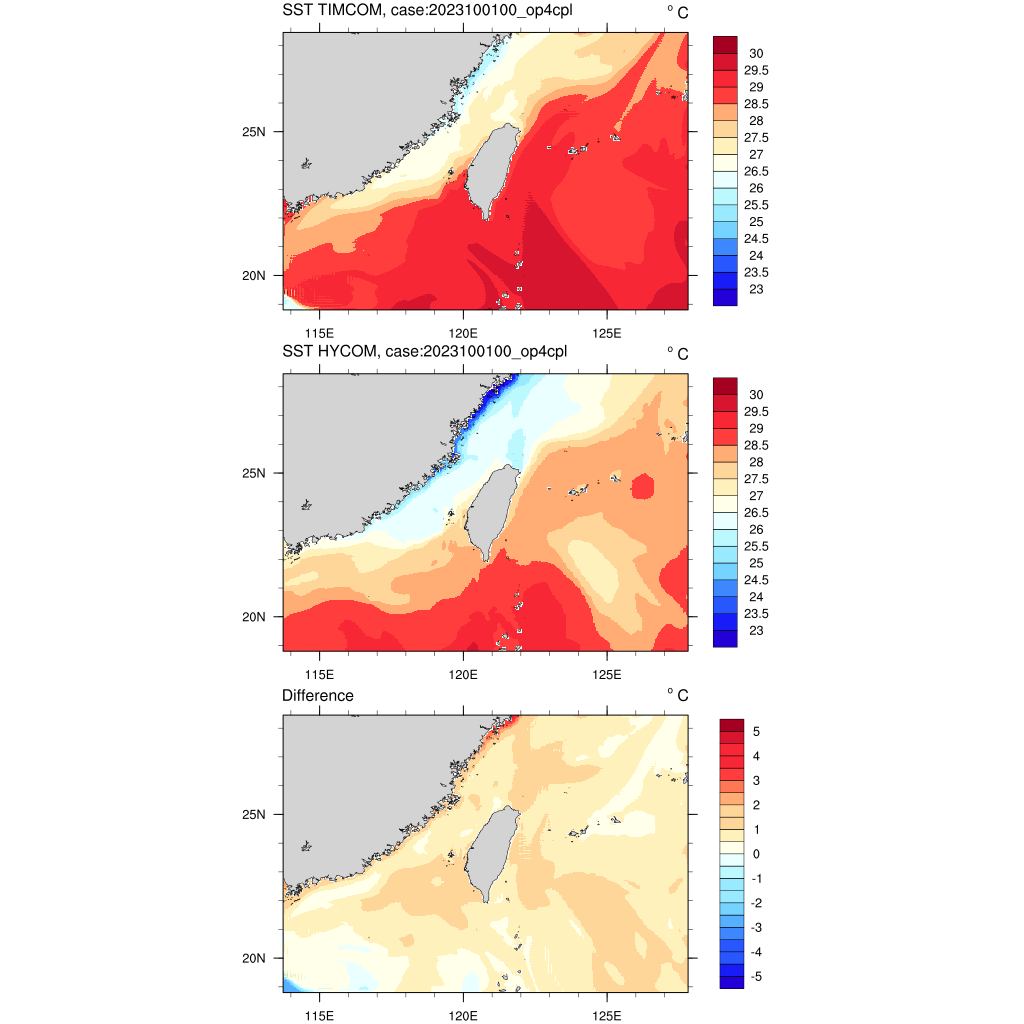 SST TIMCOM, case:2023100100_op4cpl
° C
30
29.5
29
28.5
28
27.5
27
26.5
26
25.5
25
24.5
24
23.5
23
25N
20N
115E 120E 125E
SST HYCOM, case:2023100100_op4cpl
° C
30
29.5
29
28.5
28
27.5
27
26.5
26
25.5
25
24.5
24
23.5
23
25N
20N
115E 120E 125E
Difference
° C
5
4
3
2
1
0
-1
-2
-3
-4
-5
25N
20N
115E 120E 125E